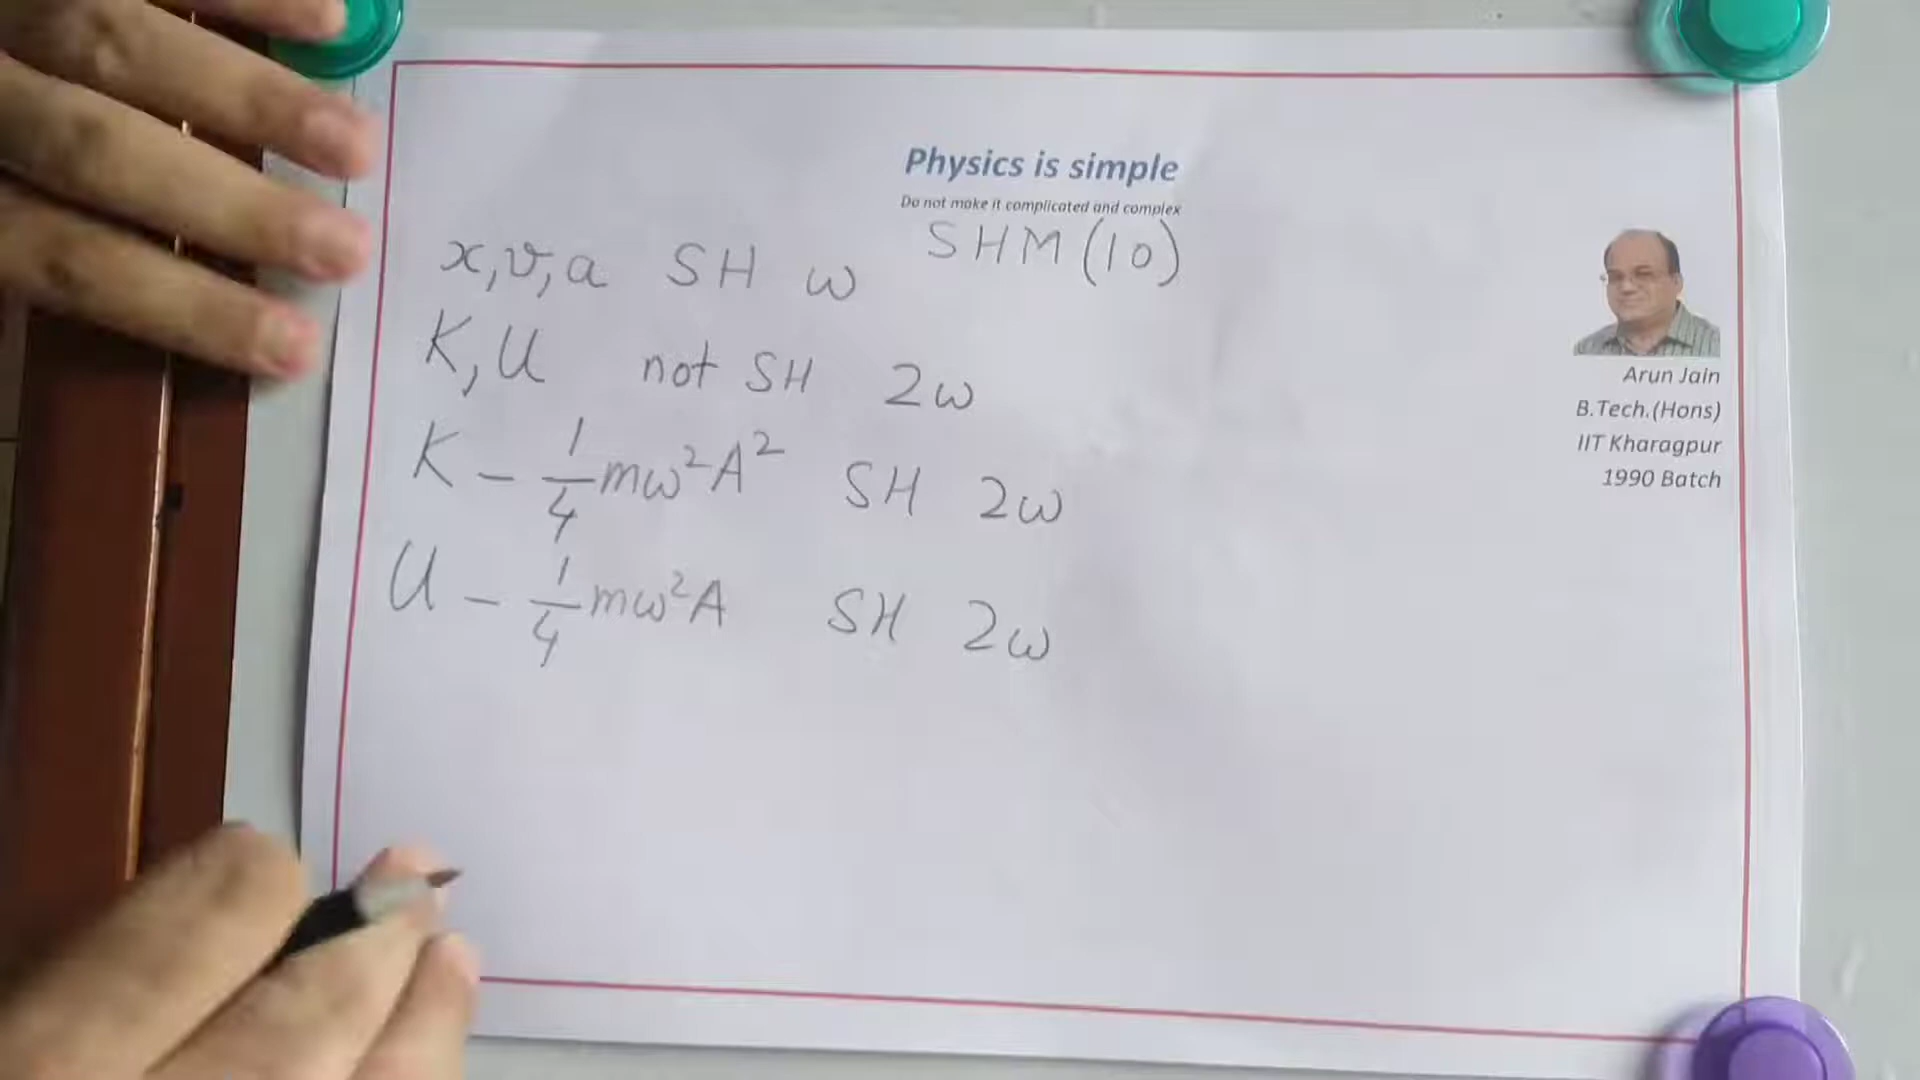 Physics is simple
Do not make it complicated and complex
SHM (10)
x, v, a SH ω
K, U not SH 2ω
K - 1/4 mω²A² SH 2ω
U - 1/4 mω²A SH 2ω
Arun Jain
B.Tech.(Hons)
IIT Kharagpur
1990 Batch